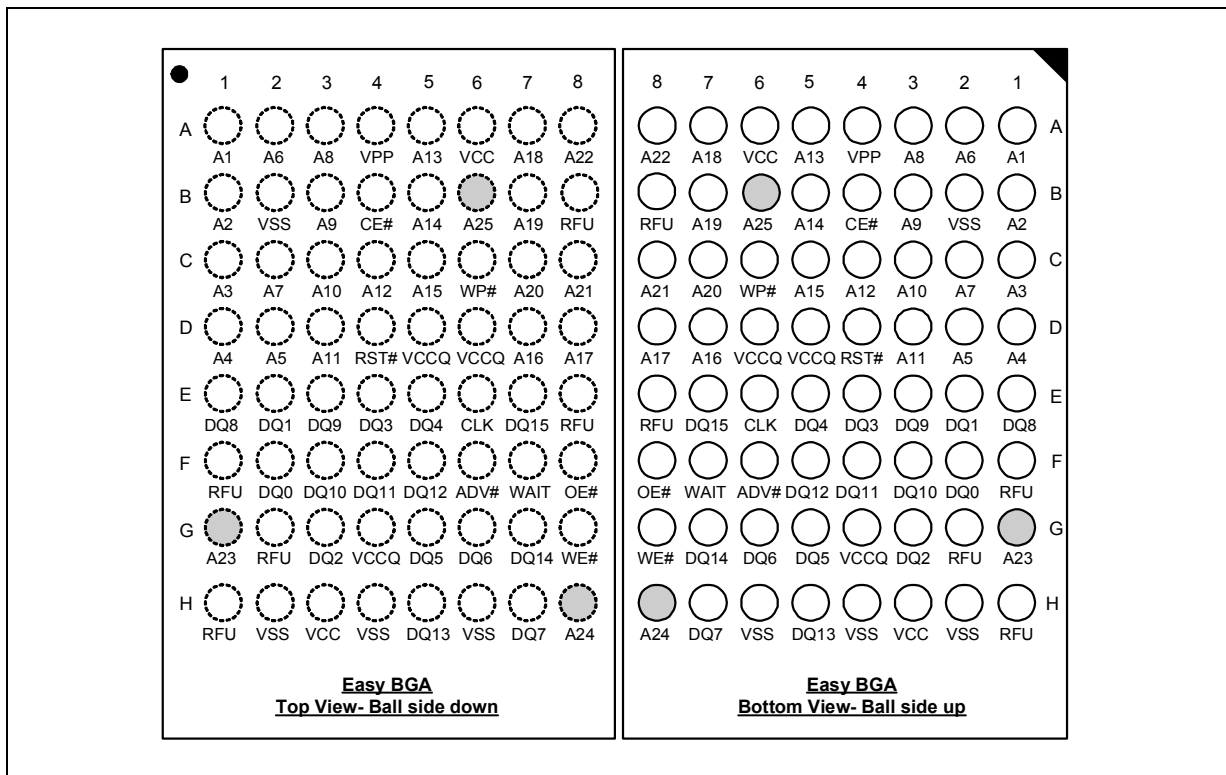 1 2 3 4 5 6 7 8
A
A1 A6 A8 VPP A13 VCC A18 A22
B
A2 VSS A9 CE# A14 A25 A19 RFU
C
A3 A7 A10 A12 A15 WP# A20 A21
D
A4 A5 A11 RST# VCCQ VCCQ A16 A17
E
DQ8 DQ1 DQ9 DQ3 DQ4 CLK DQ15 RFU
F
RFU DQ0 DQ10 DQ11 DQ12 ADV# WAIT OE#
G
A23 RFU DQ2 VCCQ DQ5 DQ6 DQ14 WE#
H
RFU VSS VCC VSS DQ13 VSS DQ7 A24
Easy BGA
Top View- Ball side down
8 7 6 5 4 3 2 1
A
A22 A18 VCC A13 VPP A8 A6 A1
B
RFU A19 A25 A14 CE# A9 VSS A2
C
A21 A20 WP# A15 A12 A10 A7 A3
D
A17 A16 VCCQ VCCQ RST# A11 A5 A4
E
RFU DQ15 CLK DQ4 DQ3 DQ9 DQ1 DQ8
F
OE# WAIT ADV# DQ12 DQ11 DQ10 DQ0 RFU
G
WE# DQ14 DQ6 DQ5 VCCQ DQ2 RFU A23
H
A24 DQ7 VSS DQ13 VSS VCC VSS RFU
Easy BGA
Bottom View- Ball side up